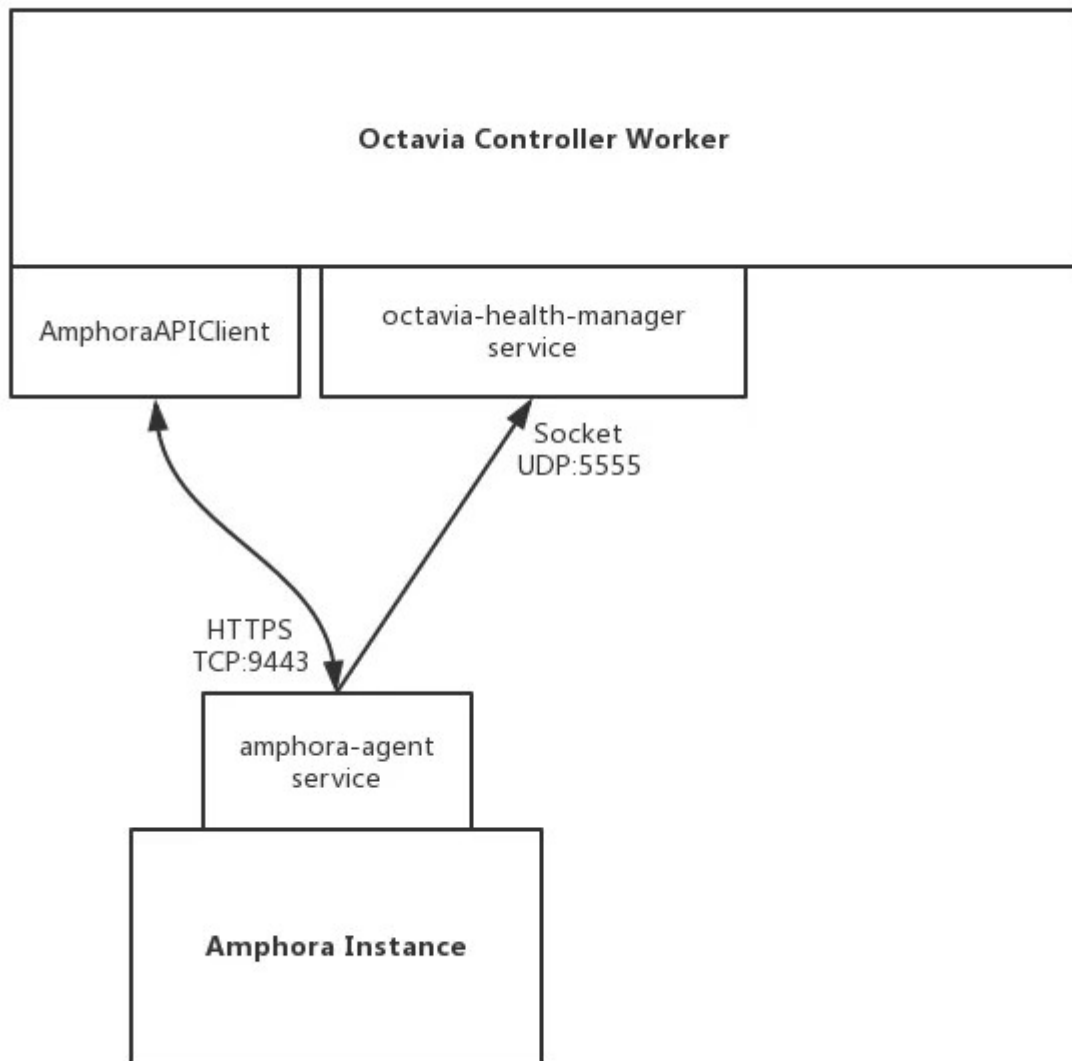 Octavia Controller Worker
AmphoraAPIClient
octavia-health-manager
service
Socket
UDP:5555
HTTPS
TCP:9443
amphora-agent
service
Amphora Instance